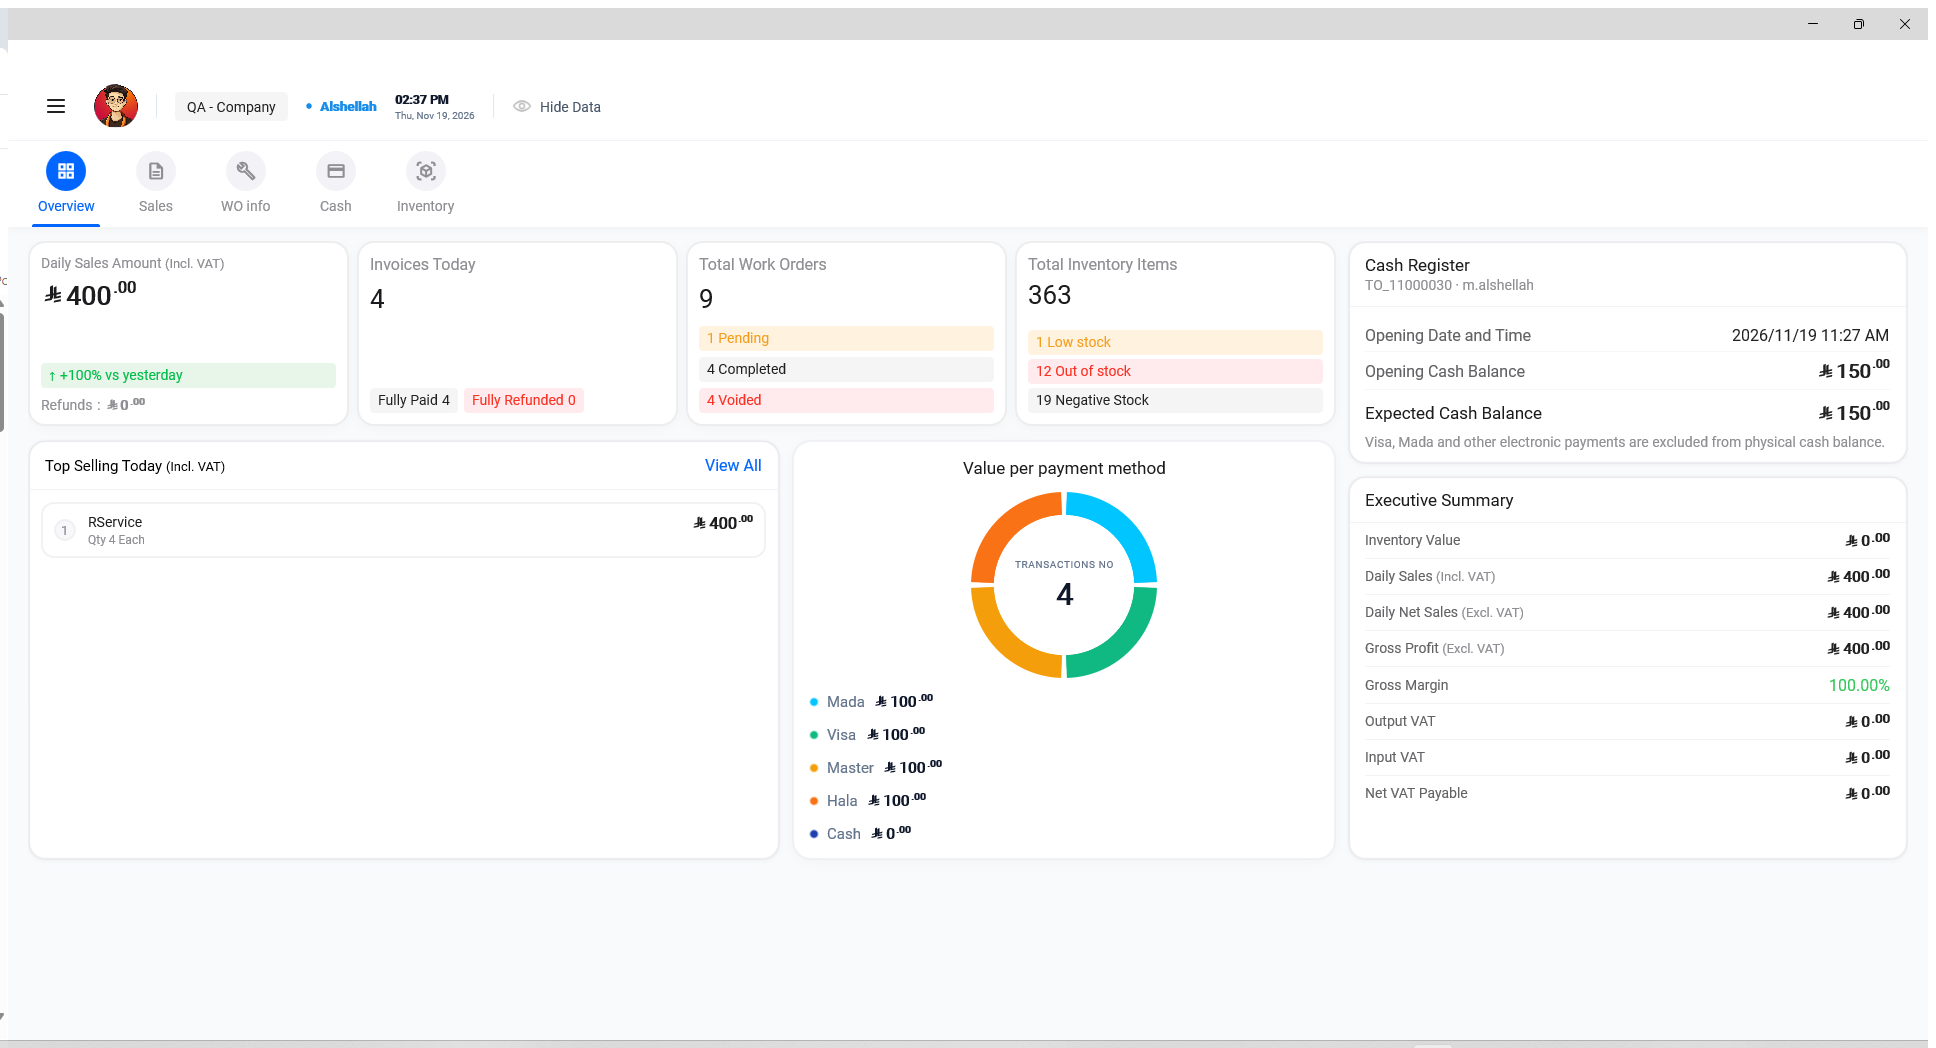 QA - Company
Alshellah
02:37 PM
Thu, Nov 19, 2026
Hide Data
Overview
Sales
WO info
Cash
Inventory
Daily Sales Amount (Incl. VAT)
⃁ 400.00
↑ +100% vs yesterday
Refunds : ⃁ 0.00
Invoices Today
4
Fully Paid 4
Fully Refunded 0
Total Work Orders
9
1 Pending
4 Completed
4 Voided
Total Inventory Items
363
1 Low stock
12 Out of stock
19 Negative Stock
Cash Register
TO_11000030 · m.alshellah
Opening Date and Time 2026/11/19 11:27 AM
Opening Cash Balance ⃁ 150.00
Expected Cash Balance ⃁ 150.00
Visa, Mada and other electronic payments are excluded from physical cash balance.
Top Selling Today (Incl. VAT)
View All
1
RService
Qty 4 Each
⃁ 400.00
Value per payment method
TRANSACTIONS NO
4
Mada ⃁ 100.00
Visa ⃁ 100.00
Master ⃁ 100.00
Hala ⃁ 100.00
Cash ⃁ 0.00
Executive Summary
Inventory Value ⃁ 0.00
Daily Sales (Incl. VAT) ⃁ 400.00
Daily Net Sales (Excl. VAT) ⃁ 400.00
Gross Profit (Excl. VAT) ⃁ 400.00
Gross Margin 100.00%
Output VAT ⃁ 0.00
Input VAT ⃁ 0.00
Net VAT Payable ⃁ 0.00